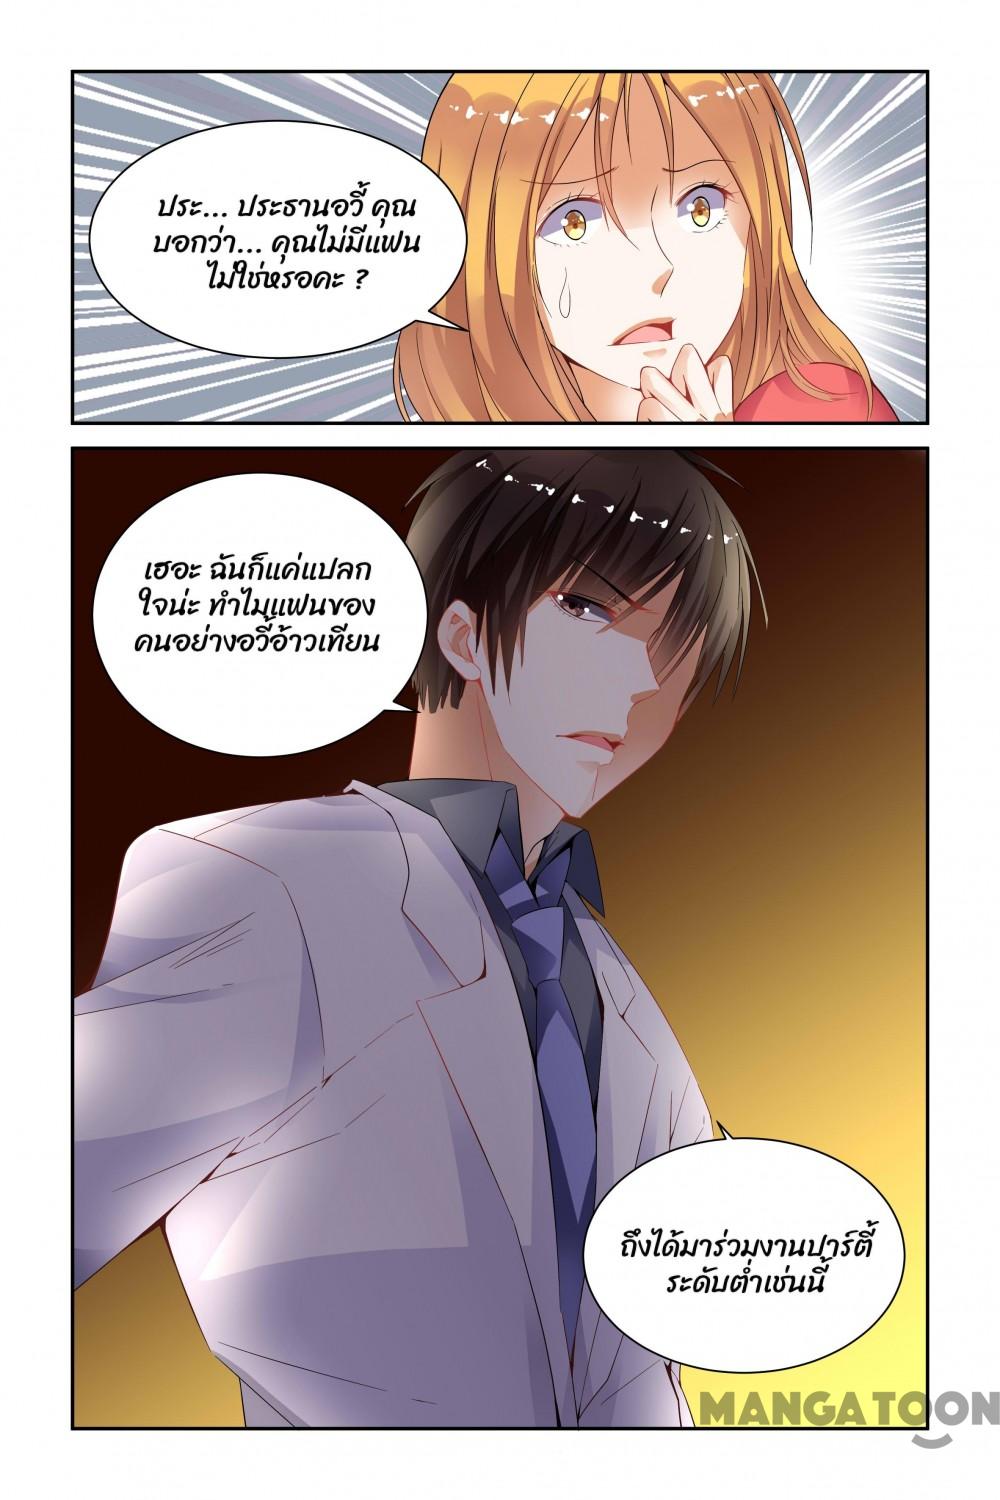 ประ... ประธานอวี้ คุณ
บอกว่า... คุณไม่มีแฟน
ไม่ใช่หรอคะ ?
เฮอะ ฉันก็แค่แปลก
ใจน่ะ ทำไมแฟนของ
คนอย่างอวี้อ้าวเทียน
ถึงได้มาร่วมงานปาร์ตี้
ระดับต่ำเช่นนี้
MANGATOON